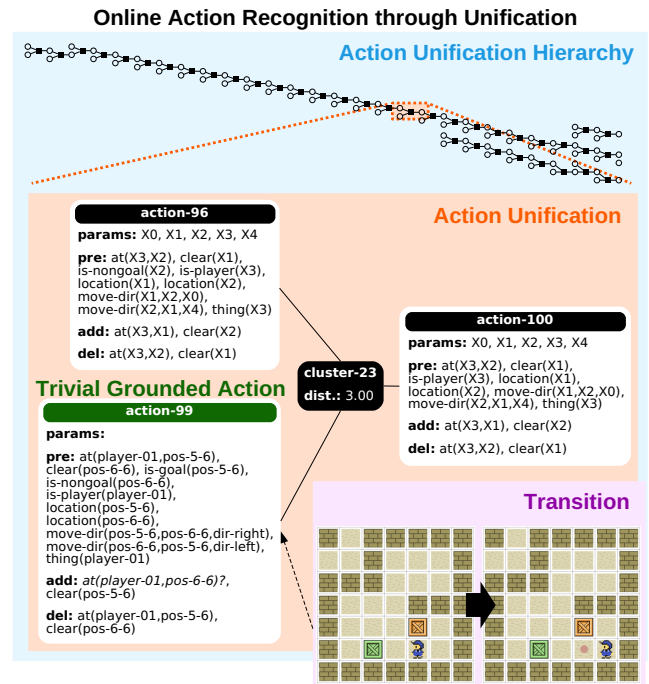 Online Action Recognition through Unification
Action Unification Hierarchy
Action Unification
action-96
params: X0, X1, X2, X3, X4
pre: at(X3,X2), clear(X1),
is-nongoal(X2), is-player(X3),
location(X1), location(X2),
move-dir(X1,X2,X0),
move-dir(X2,X1,X4), thing(X3)
add: at(X3,X1), clear(X2)
del: at(X3,X2), clear(X1)
action-100
params: X0, X1, X2, X3, X4
pre: at(X3,X2), clear(X1),
is-player(X3), location(X1),
location(X2), move-dir(X1,X2,X0),
move-dir(X2,X1,X4), thing(X3)
add: at(X3,X1), clear(X2)
del: at(X3,X2), clear(X1)
cluster-23
dist.: 3.00
Trivial Grounded Action
action-99
params:
pre: at(player-01,pos-5-6),
clear(pos-6-6), is-goal(pos-5-6),
is-nongoal(pos-6-6),
is-player(player-01),
location(pos-5-6),
location(pos-6-6),
move-dir(pos-5-6,pos-6-6,dir-right),
move-dir(pos-6-6,pos-5-6,dir-left),
thing(player-01)
add: at(player-01,pos-6-6)?,
clear(pos-5-6)
del: at(player-01,pos-5-6),
clear(pos-6-6)
Transition